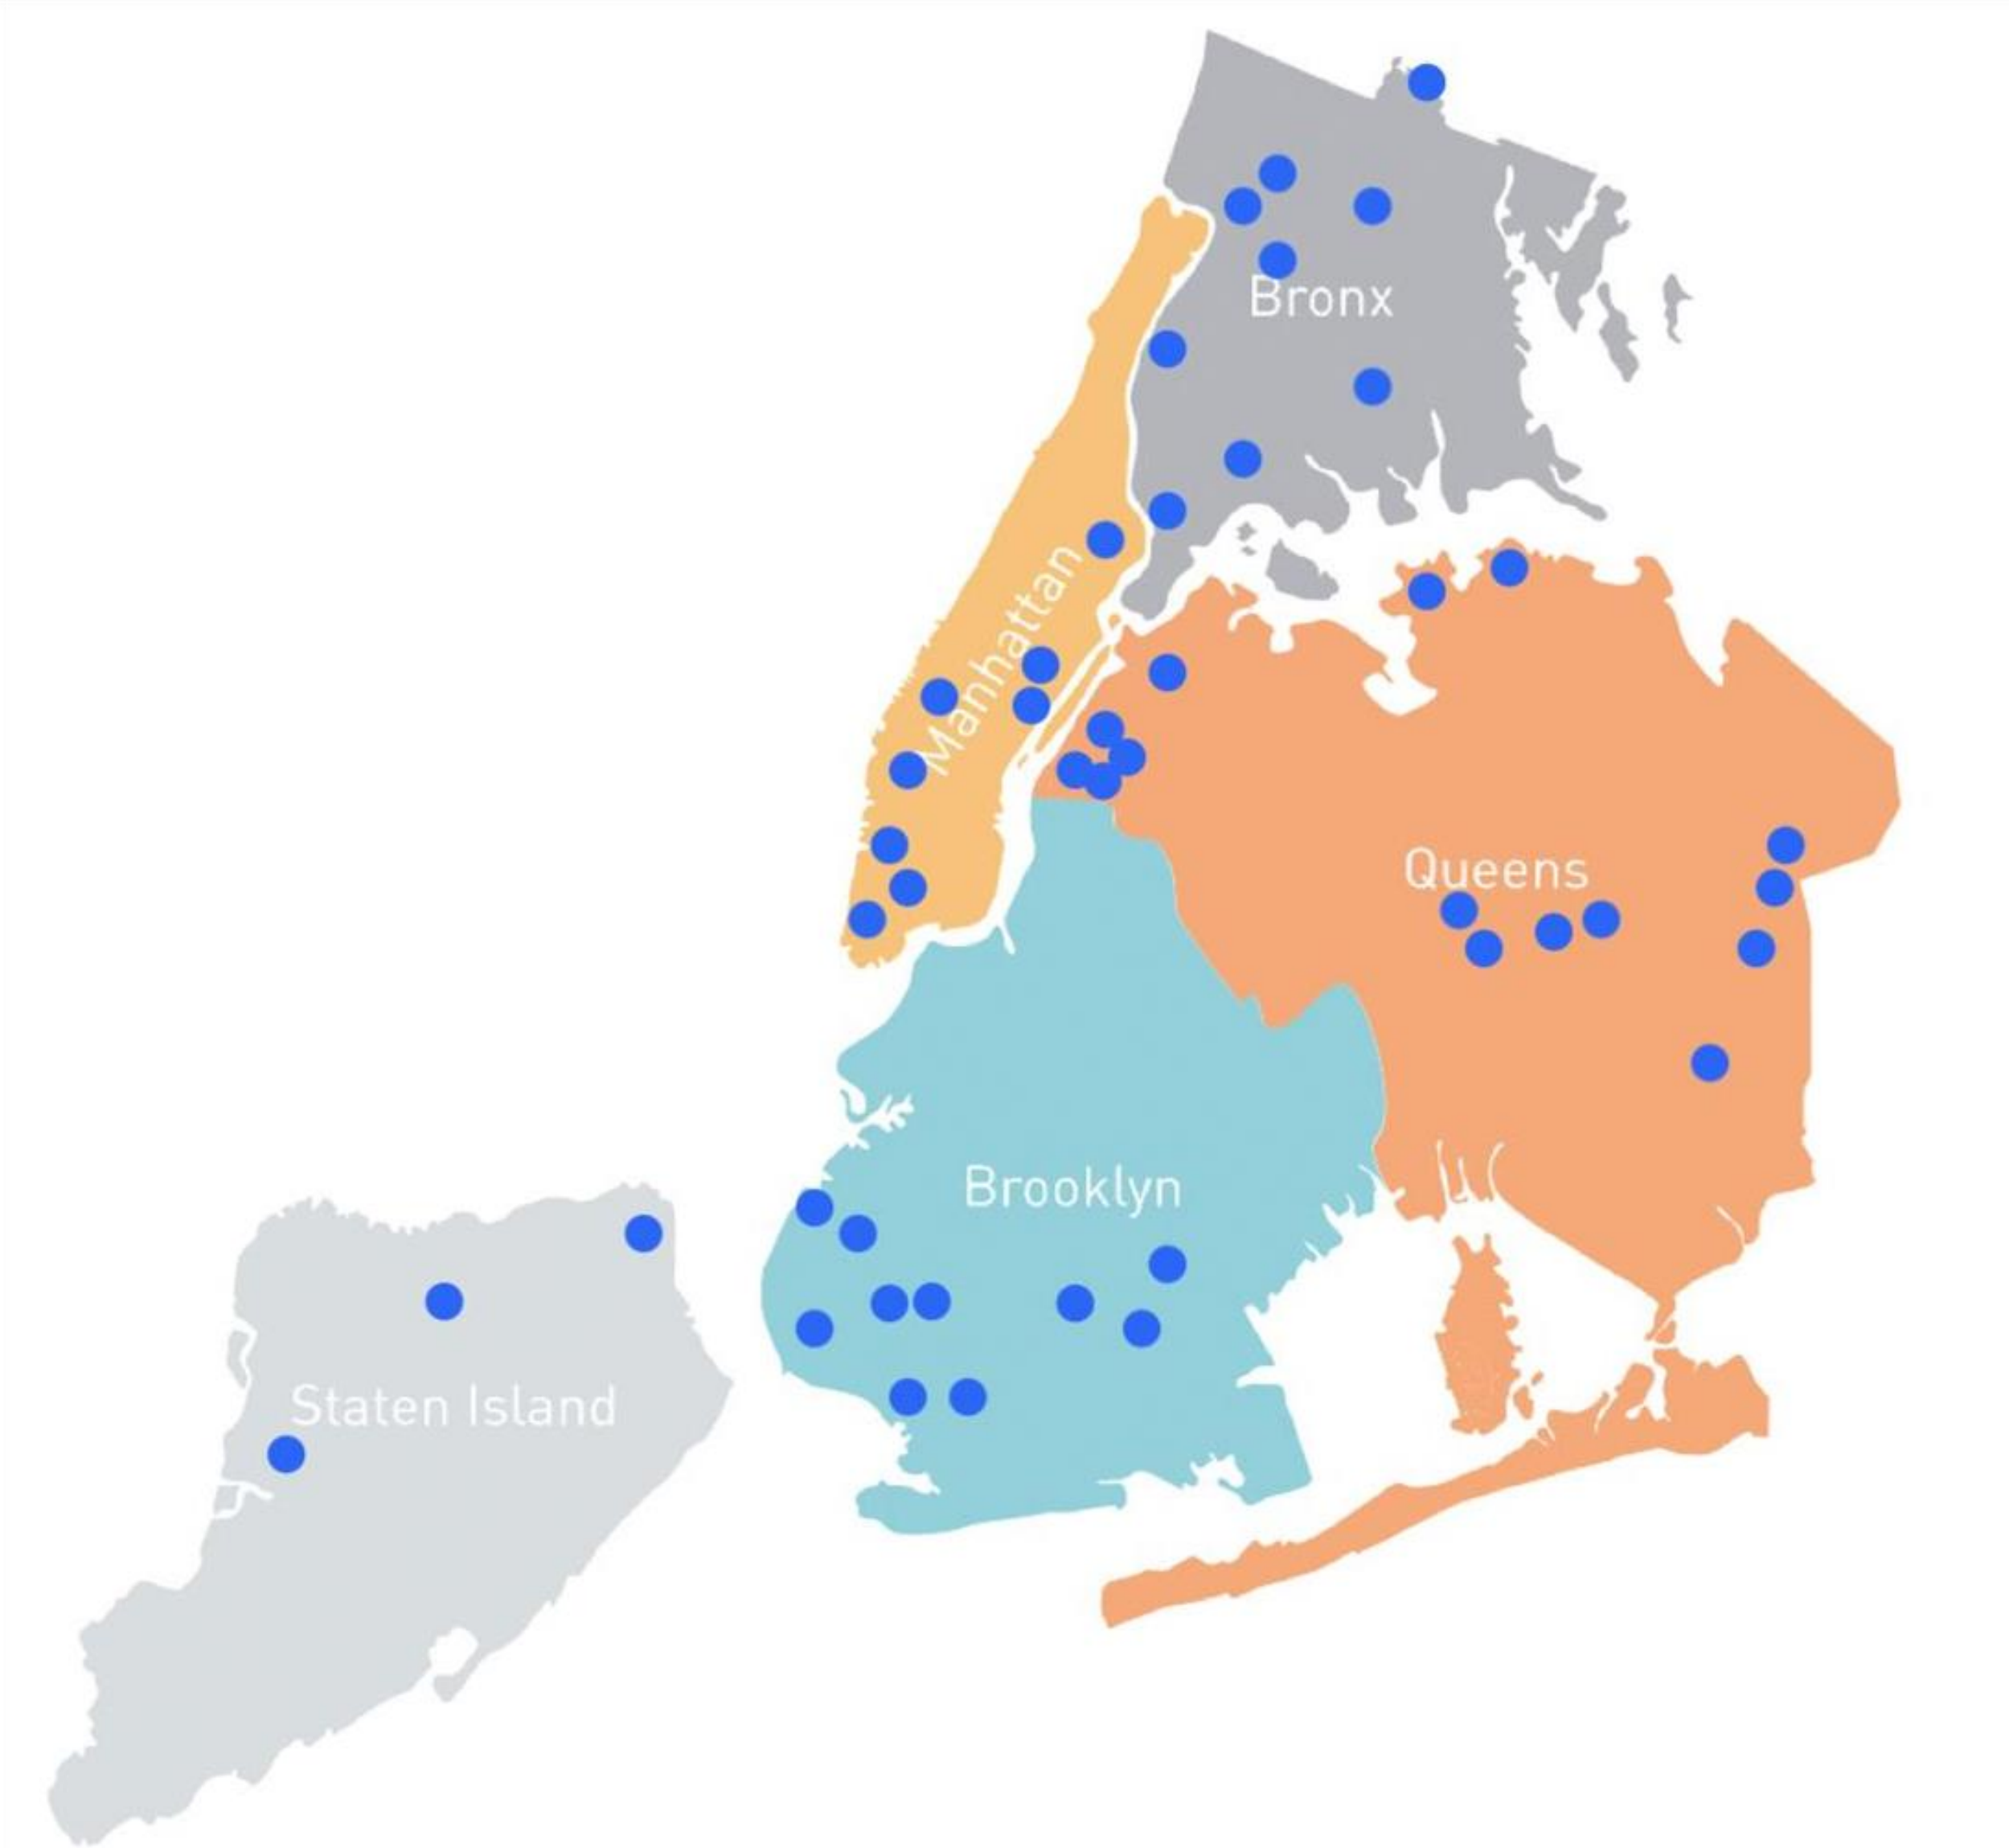 Bronx
Manhattan
Queens
Brooklyn
Staten Island